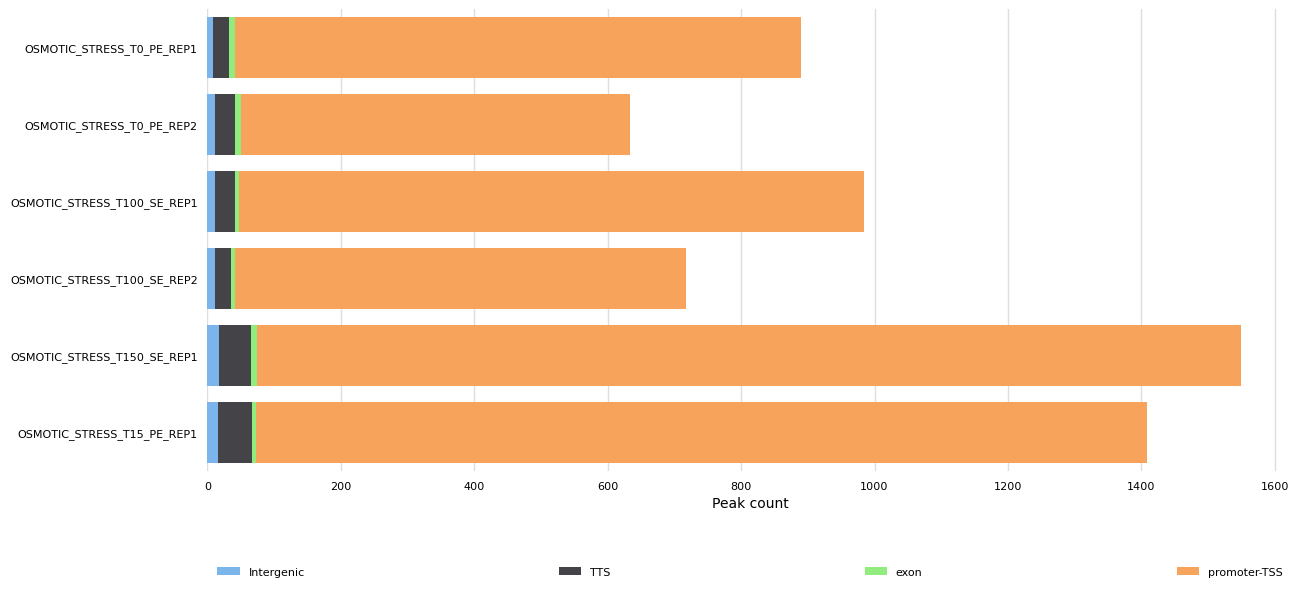 OSMOTIC_STRESS_T0_PE_REP1
OSMOTIC_STRESS_T0_PE_REP2
OSMOTIC_STRESS_T100_SE_REP1
OSMOTIC_STRESS_T100_SE_REP2
OSMOTIC_STRESS_T150_SE_REP1
OSMOTIC_STRESS_T15_PE_REP1
0 200 400 600 800 1000 1200 1400 1600
Peak count
Intergenic TTS exon promoter-TSS